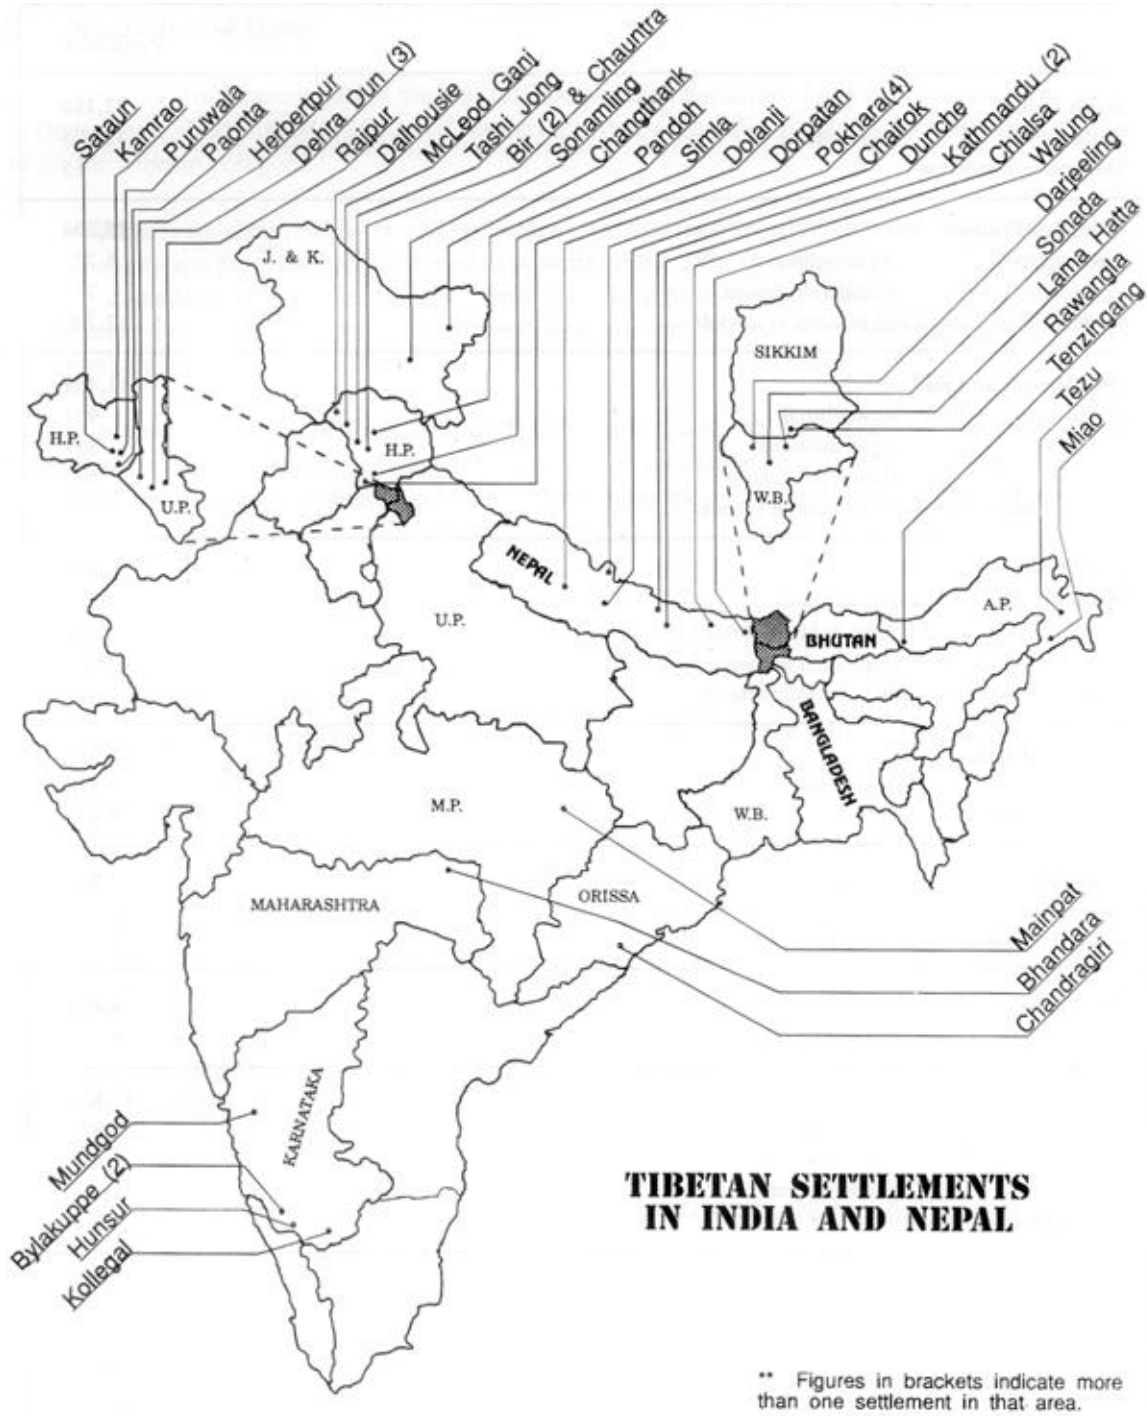 Sataun
Kamrao
Puruwala
Paonta
Herbertpur
Dehra Dun (3)
Rajpur
Dalhousie
McLeod Ganj
Tashi Jong
Bir (2) & Chauntra
Sonamling
Changthank
Pandoh
Simla
Dolanji
Dorpatan
Pokhara(4)
Chairok
Dunche
Kathmandu (2)
Chialsa
Walung
Darjeeling
Sonada
Lama Hatta
Rawangla
Tenzingang
Tezu
Miao
J. & K.
SIKKIM
H.P.
H.P.
U.P.
W.B.
NEPAL
U.P.
A.P.
BHUTAN
BANGLADESH
M.P.
W.B.
MAHARASHTRA
ORISSA
Mainpat
Bhandara
Chandragiri
KARNATAKA
Mundgod
Bylakuppe (2)
Hunsur
Kollegal
TIBETAN SETTLEMENTS
IN INDIA AND NEPAL
** Figures in brackets indicate more
than one settlement in that area.